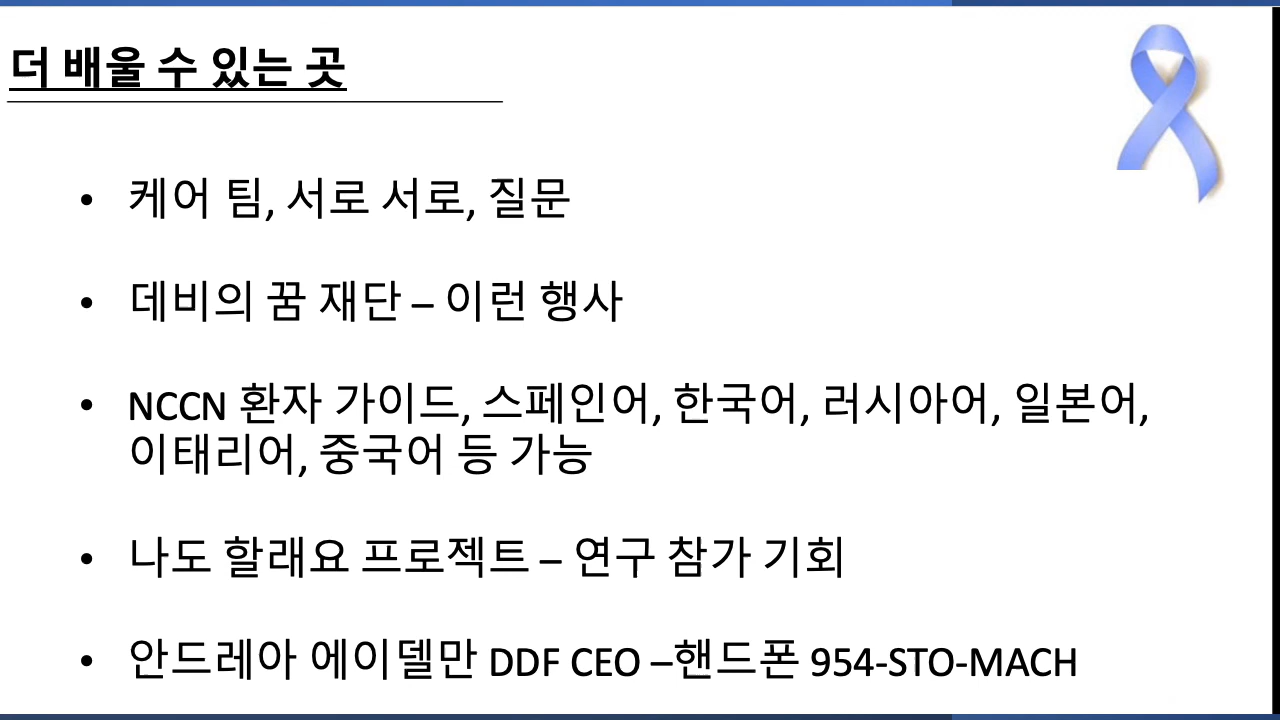 더 배울 수 있는 곳
• 케어 팀, 서로 서로, 질문
• 데비의 꿈 재단 – 이런 행사
• NCCN 환자 가이드, 스페인어, 한국어, 러시아어, 일본어,
이태리어, 중국어 등 가능
• 나도 할래요 프로젝트 – 연구 참가 기회
• 안드레아 에이델만 DDF CEO –핸드폰 954-STO-MACH